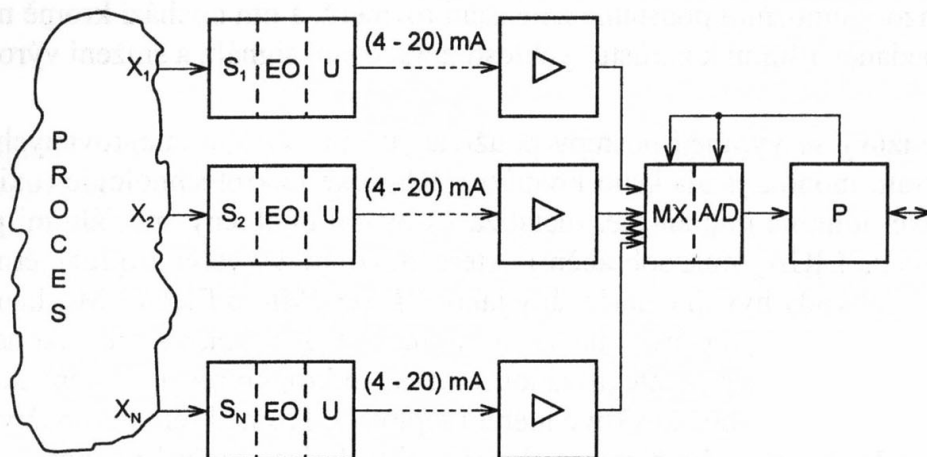 PROCES
X1 S1 EO U (4 - 20) mA
X2 S2 EO U (4 - 20) mA
MX A/D P
XN SN EO U (4 - 20) mA